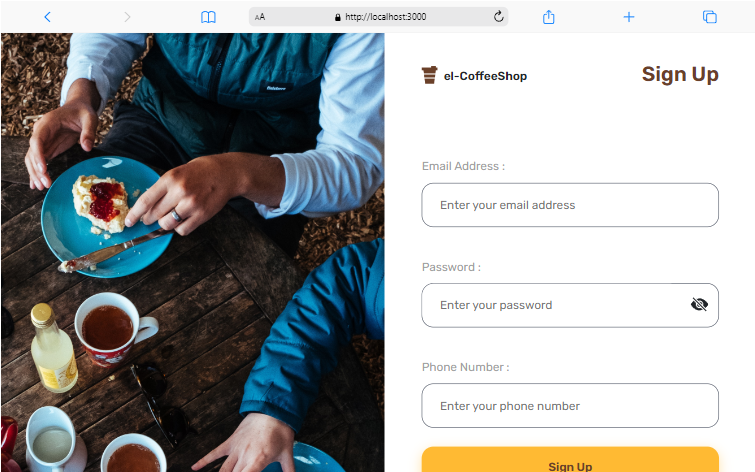 AA
http://localhost:3000
el-CoffeeShop
Sign Up
Email Address :
Enter your email address
Password :
Enter your password
Phone Number :
Enter your phone number
Sign Up